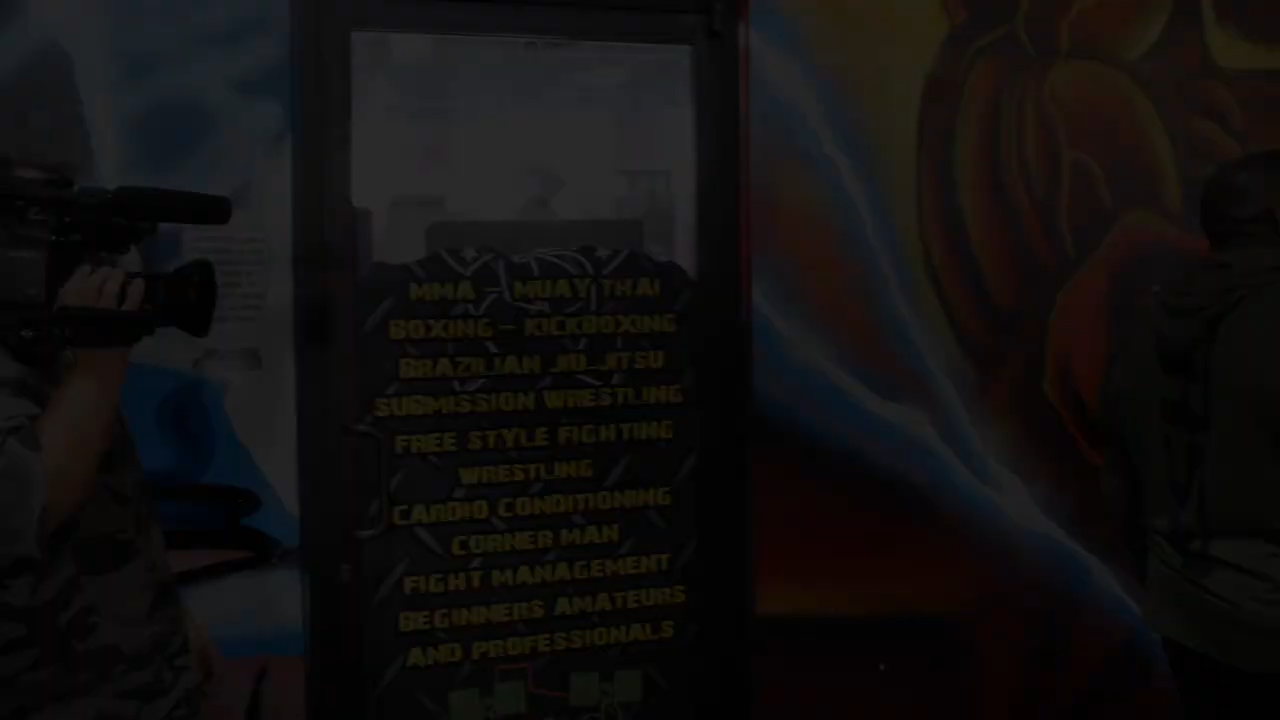 MMA - MUAY THAI
BOXING - KICKBOXING
BRAZILIAN JIU-JITSU
SUBMISSION WRESTLING
FREE STYLE FIGHTING
WRESTLING
CARDIO CONDITIONING
CORNER MAN
FIGHT MANAGEMENT
BEGINNERS AMATEURS
AND PROFESSIONALS